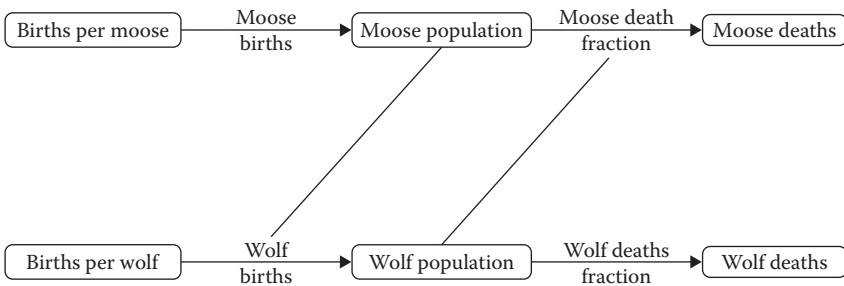 Births per moose
Moose
births
Moose population
Moose death
fraction
Moose deaths
Births per wolf
Wolf
births
Wolf population
Wolf deaths
fraction
Wolf deaths